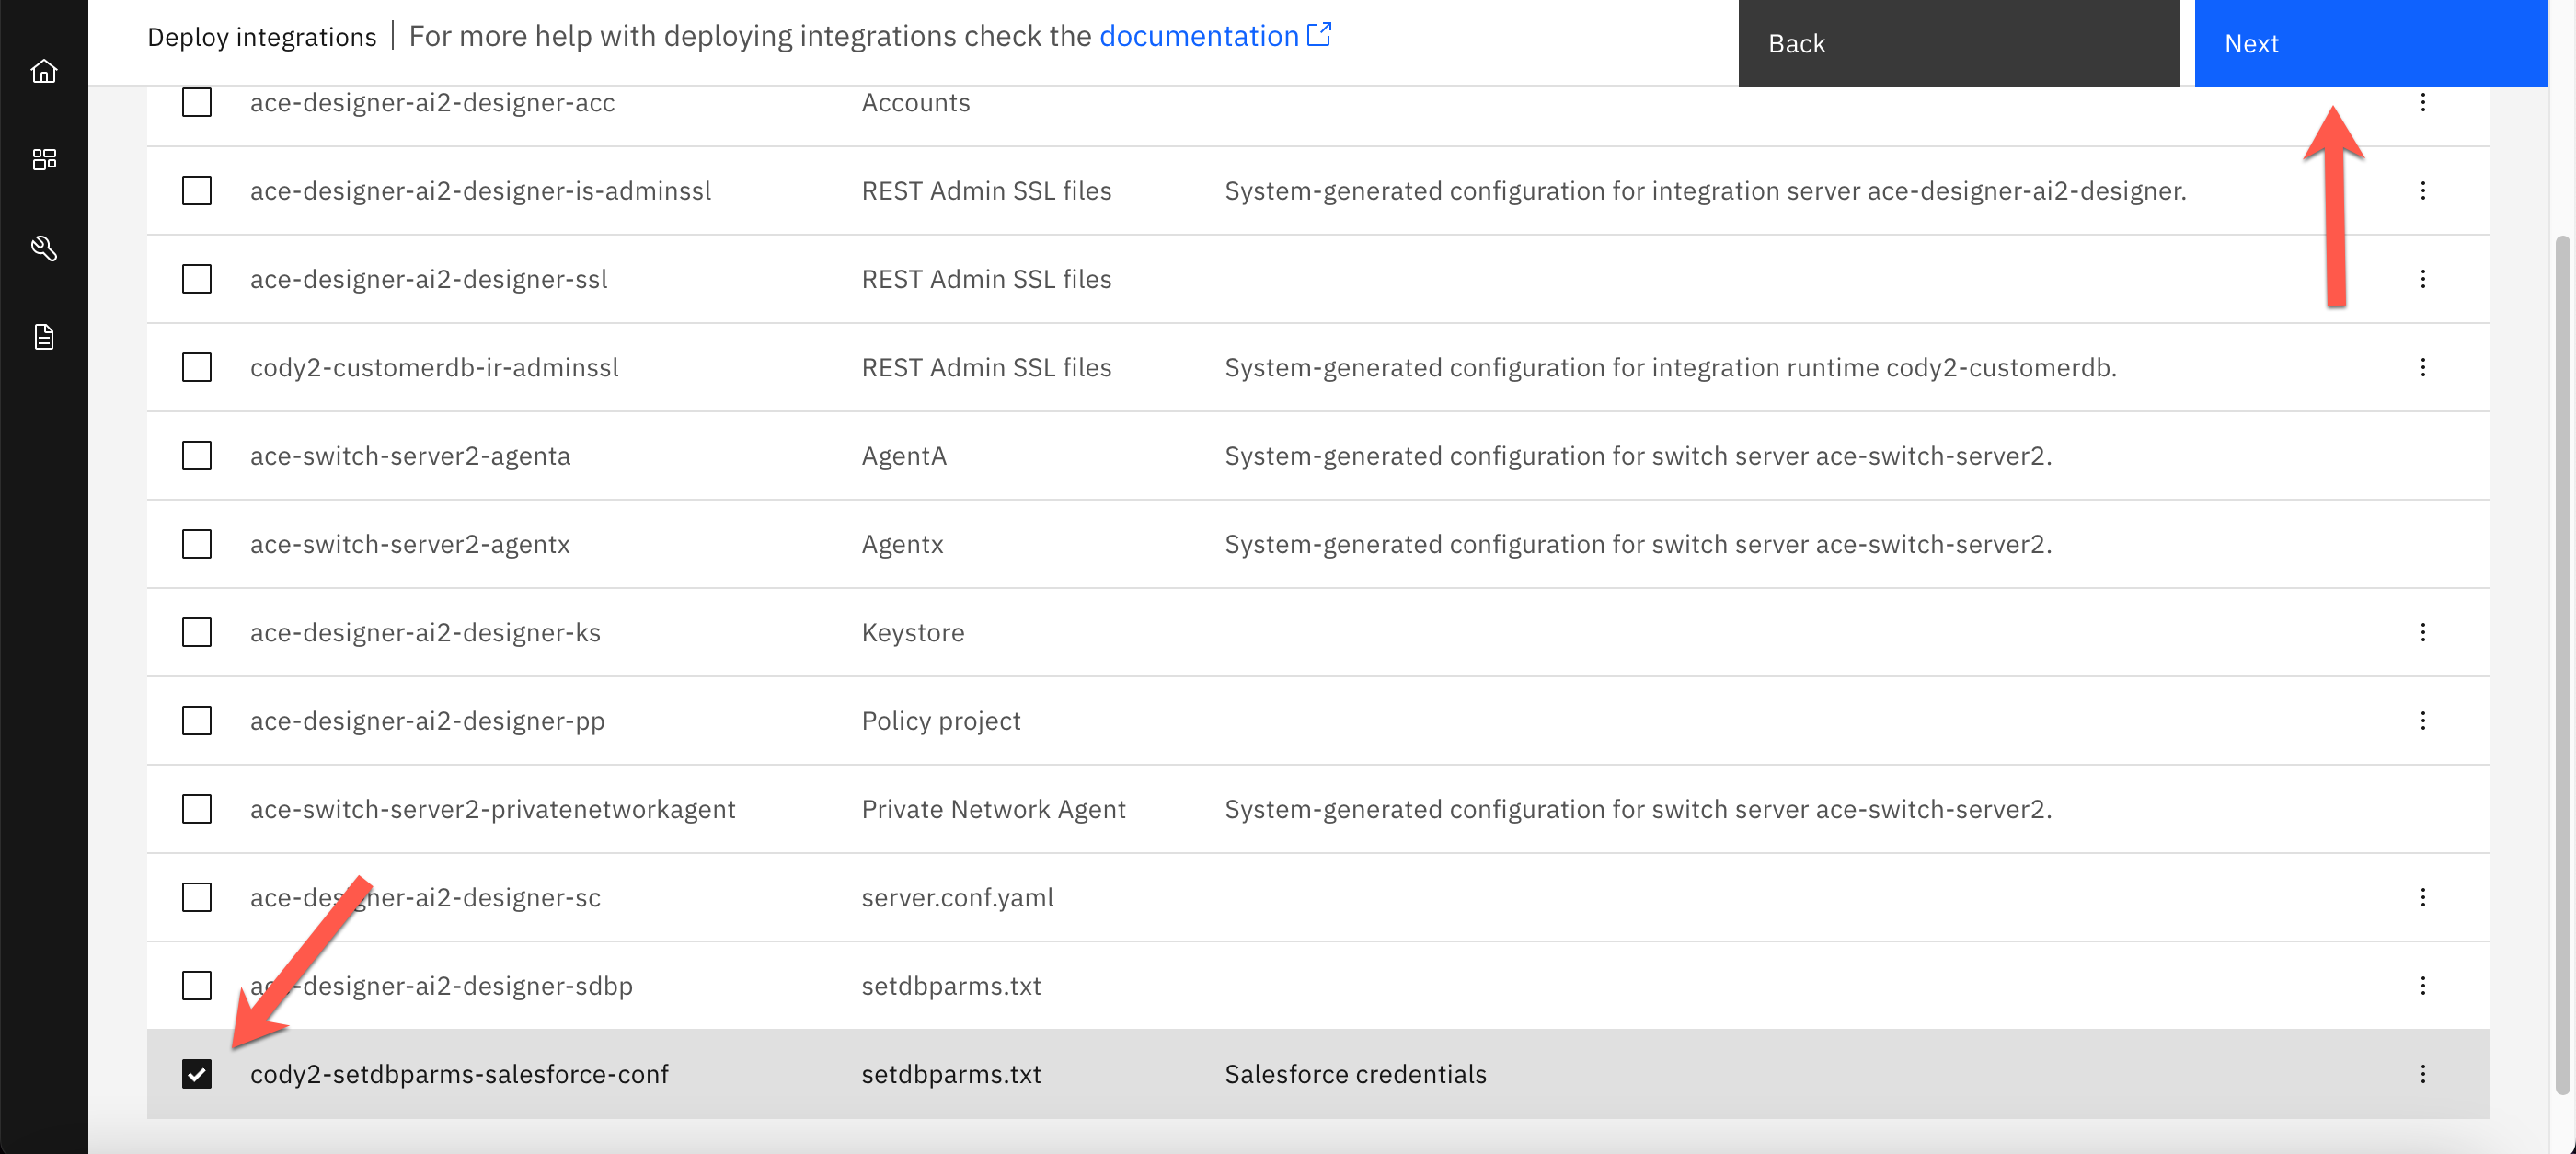 Deploy integrations | For more help with deploying integrations check the documentation
Back
Next
ace-designer-ai2-designer-acc Accounts
ace-designer-ai2-designer-is-adminssl REST Admin SSL files System-generated configuration for integration server ace-designer-ai2-designer.
ace-designer-ai2-designer-ssl REST Admin SSL files
cody2-customerdb-ir-adminssl REST Admin SSL files System-generated configuration for integration runtime cody2-customerdb.
ace-switch-server2-agenta AgentA System-generated configuration for switch server ace-switch-server2.
ace-switch-server2-agentx Agentx System-generated configuration for switch server ace-switch-server2.
ace-designer-ai2-designer-ks Keystore
ace-designer-ai2-designer-pp Policy project
ace-switch-server2-privatenetworkagent Private Network Agent System-generated configuration for switch server ace-switch-server2.
ace-designer-ai2-designer-sc server.conf.yaml
ace-designer-ai2-designer-sdbp setdbparms.txt
cody2-setdbparms-salesforce-conf setdbparms.txt Salesforce credentials